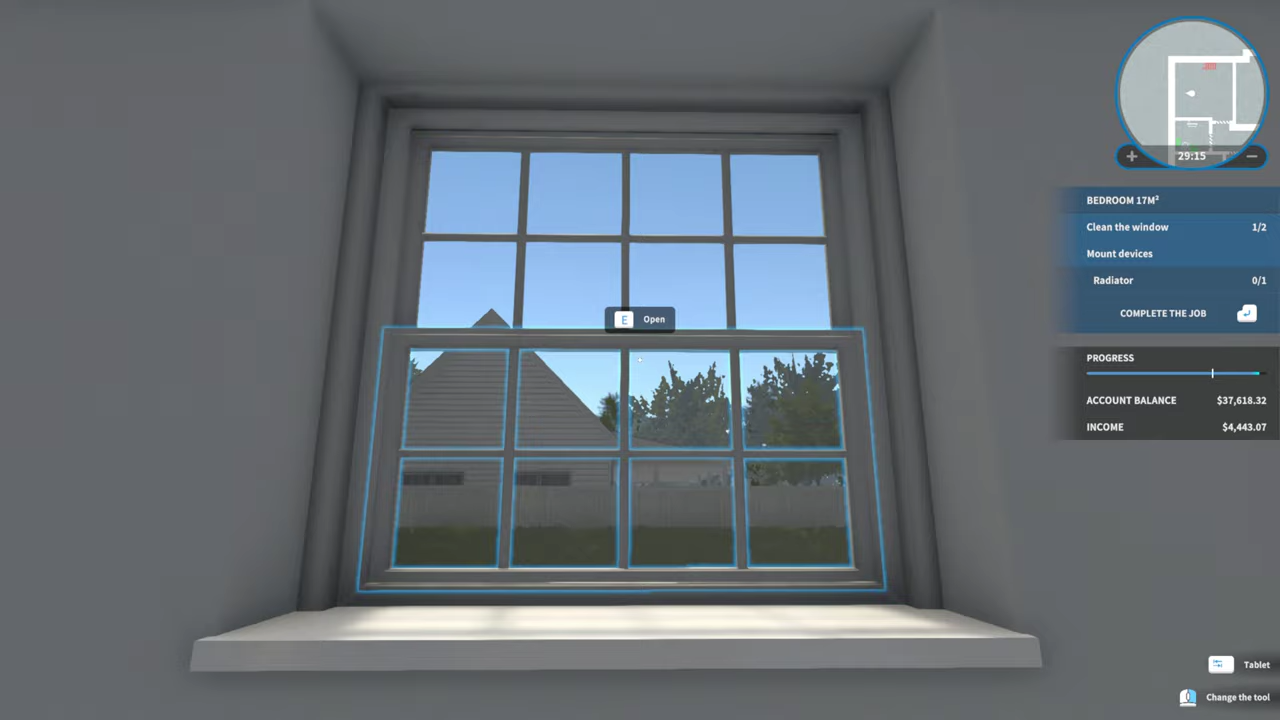 29:15
BEDROOM 17M²
Clean the window 1/2
Mount devices
Radiator 0/1
COMPLETE THE JOB
E Open
PROGRESS
ACCOUNT BALANCE $37,618.32
INCOME $4,443.07
Tablet
Change the tool